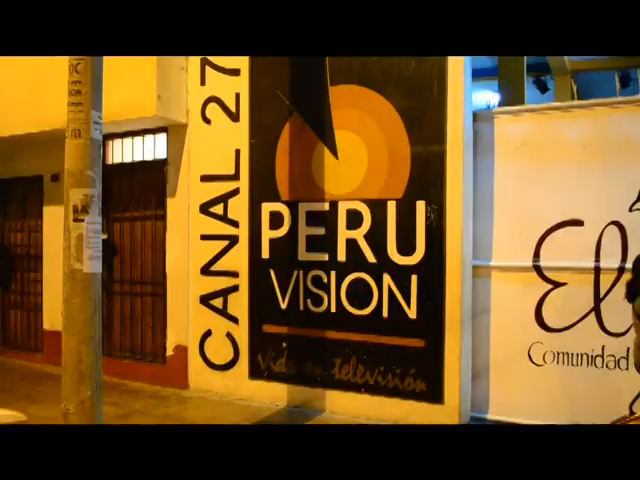 CANAL 27
PERU
VISION
Vida en televisión
El
Comunidad